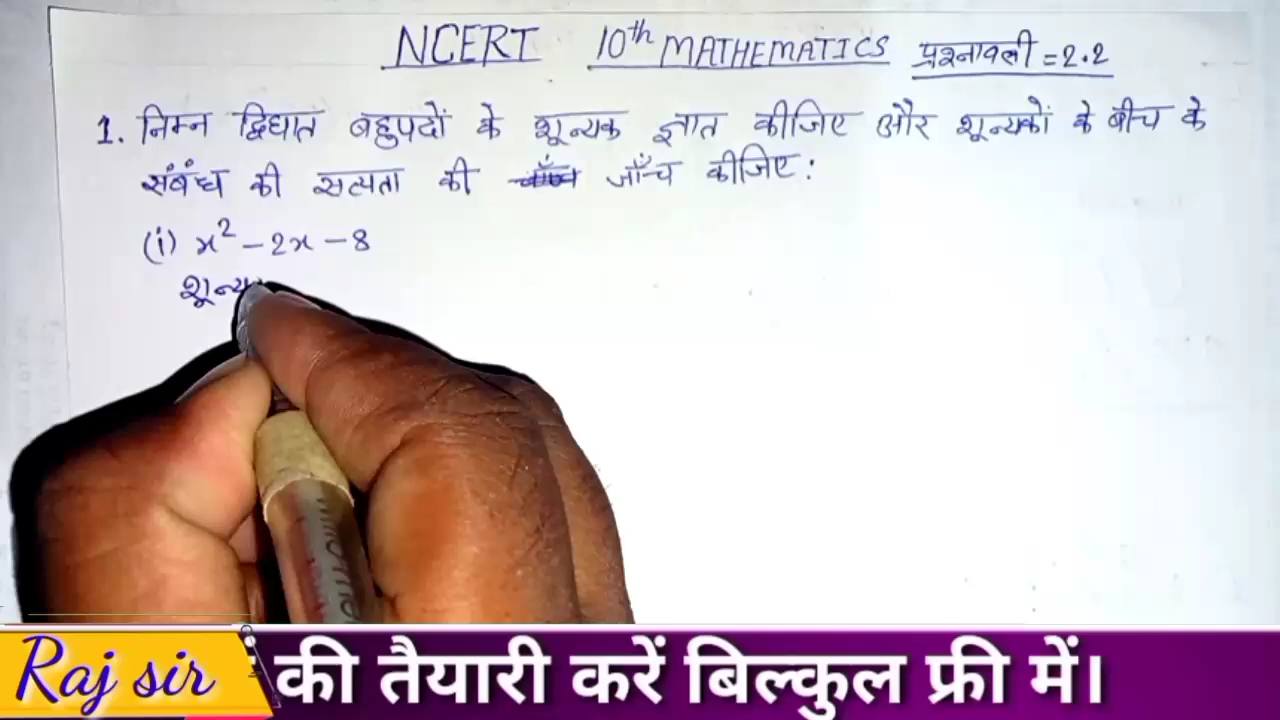 NCERT 10th MATHEMATICS प्रश्नावली = 2.2
1. निम्न द्विघात बहुपदों के शून्यक ज्ञात कीजिए और शून्यकों के बीच के
संबंध की सत्यता की जाँच कीजिए:
(i) x² - 2x - 8
शून्य
Raj sir की तैयारी करें बिल्कुल फ्री में।